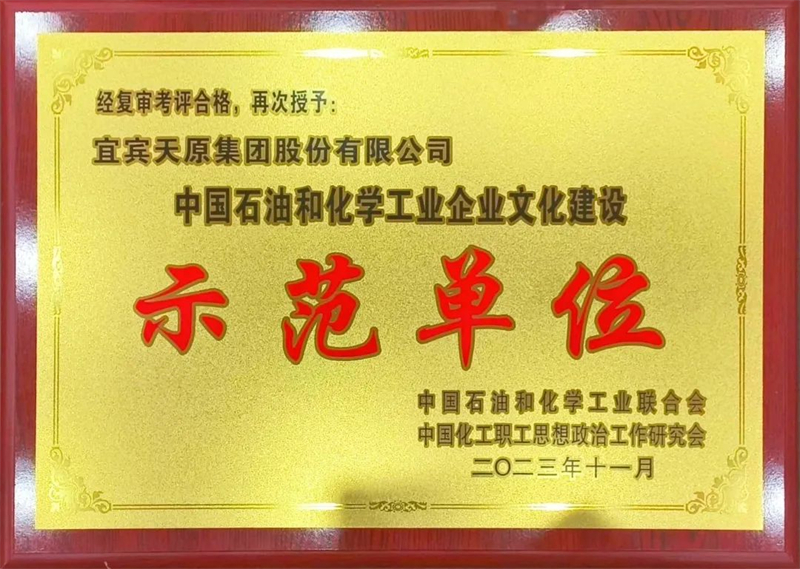 经复审考评合格，再次授予：
宜宾天原集团股份有限公司
中国石油和化学工业企业文化建设
示范单位
中国石油和化学工业联合会
中国化工职工思想政治工作研究会
二〇二三年十一月